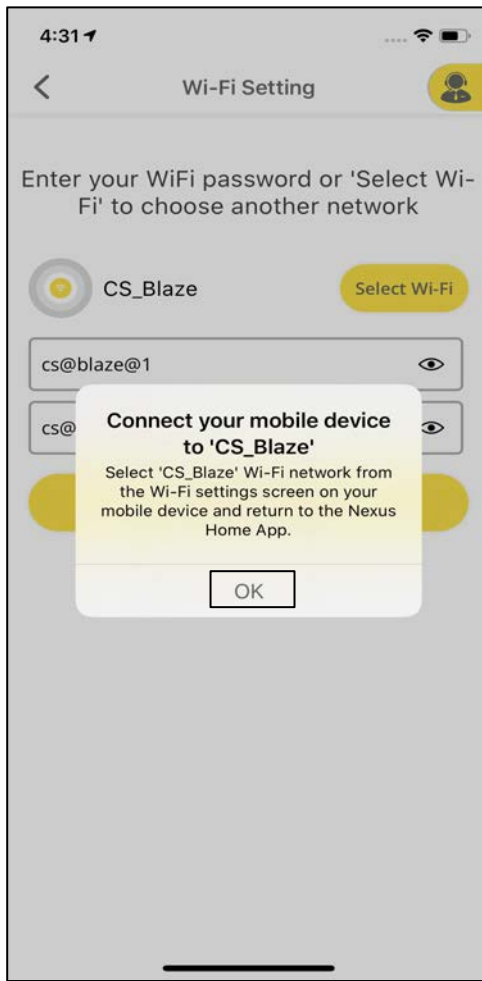 4:31
Wi-Fi Setting
Enter your WiFi password or 'Select Wi-
Fi' to choose another network
CS_Blaze
Select Wi-Fi
cs@blaze@1
cs@
Connect your mobile device
to 'CS_Blaze'
Select 'CS_Blaze' Wi-Fi network from
the Wi-Fi settings screen on your
mobile device and return to the Nexus
Home App.
OK